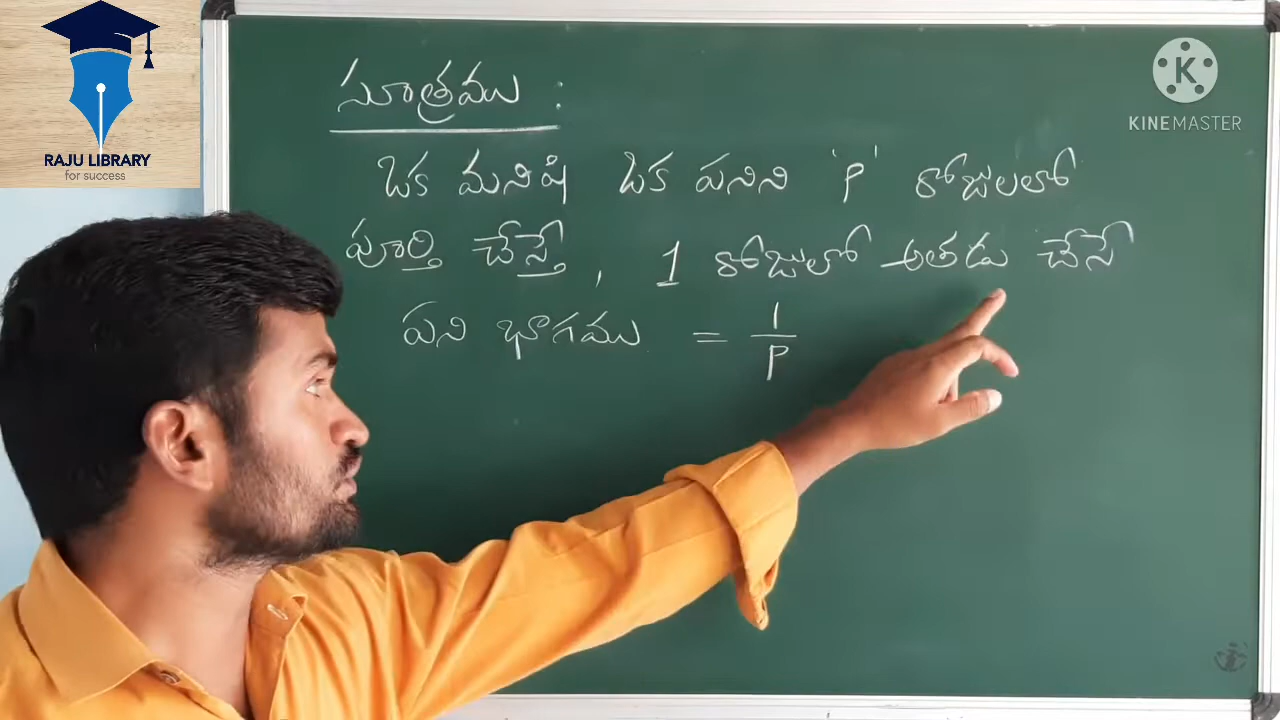 RAJU LIBRARY
for success
KINEMASTER
సూత్రము :
ఒక మనిషి ఒక పనిని 'P' రోజులలో
పూర్తి చేస్తే , 1 రోజులో అతడు చేసే
పని భాగము = 1/P